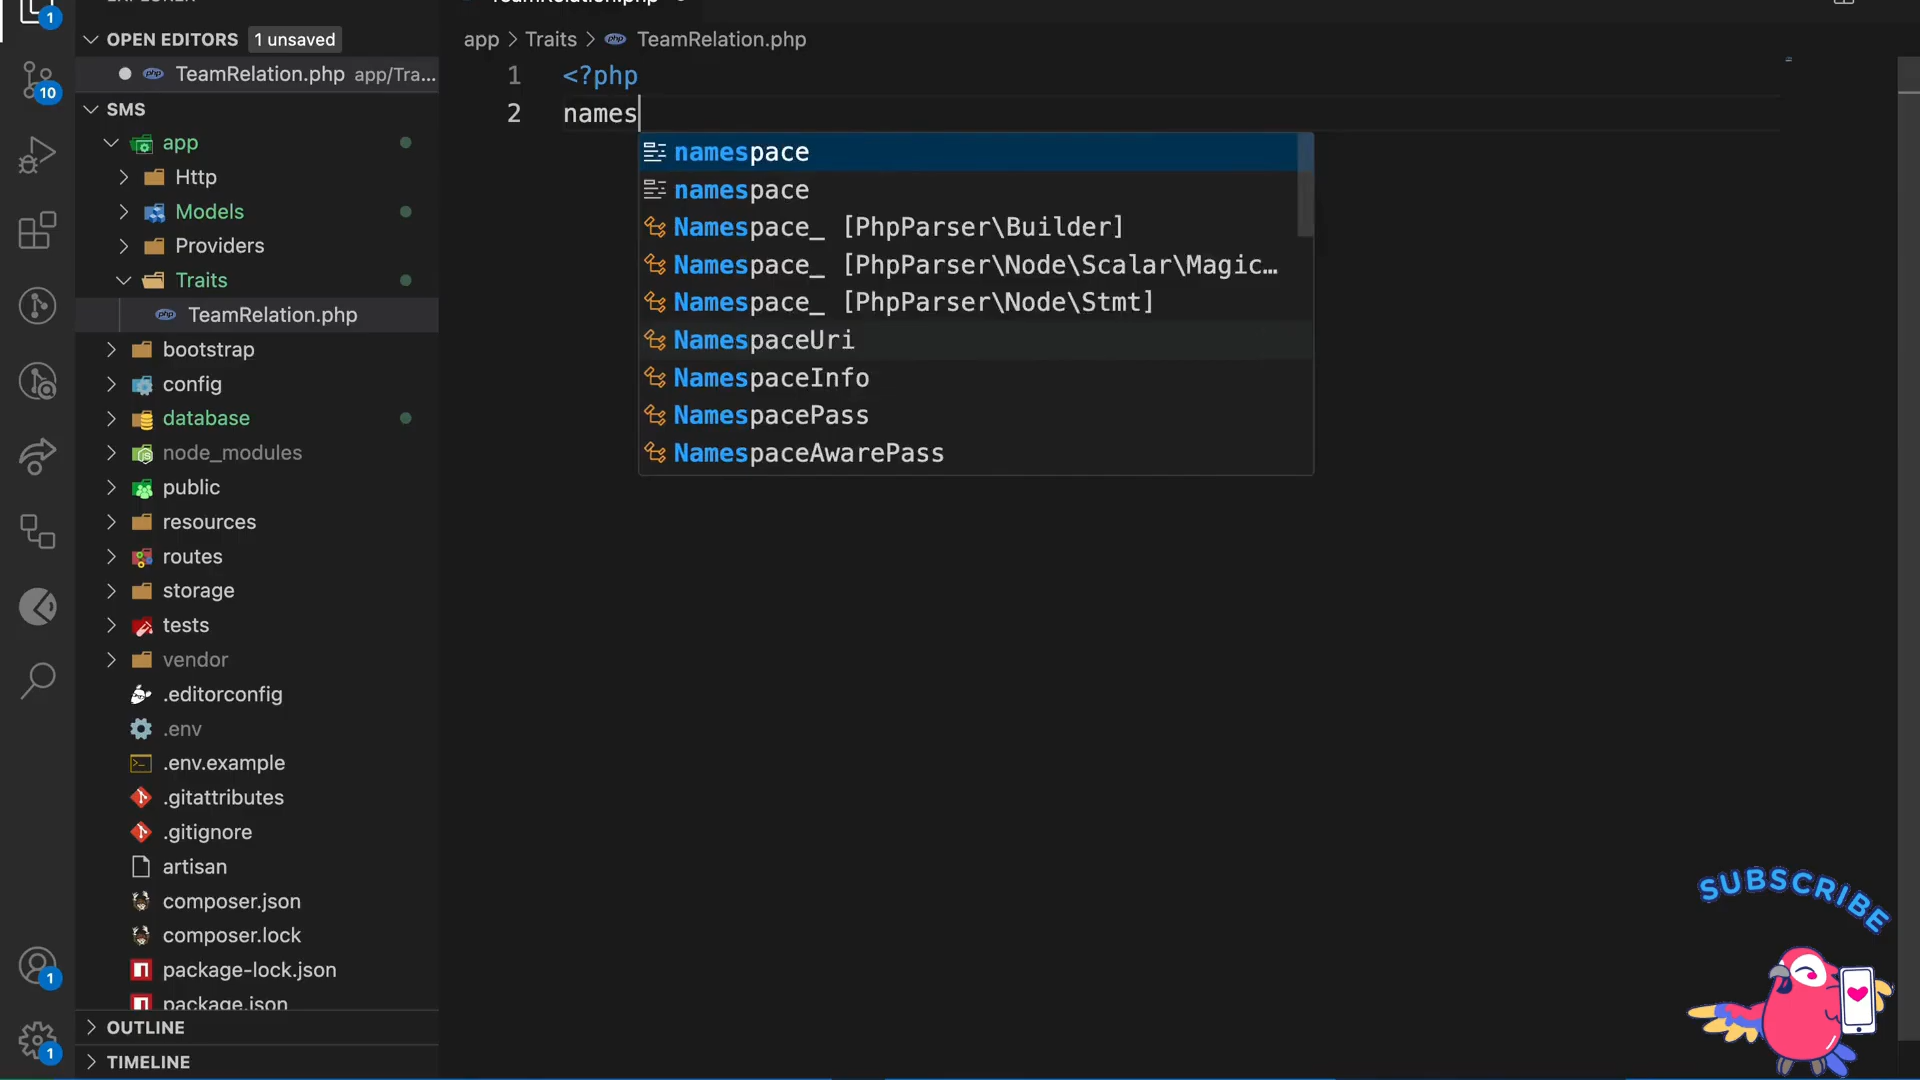 1
OPEN EDITORS 1 unsaved
TeamRelation.php app/Tra...
10
SMS
app
Http
Models
Providers
Traits
TeamRelation.php
bootstrap
config
database
node_modules
public
resources
routes
storage
tests
vendor
.editorconfig
.env
.env.example
.gitattributes
.gitignore
artisan
composer.json
composer.lock
package-lock.json
package.json
1
1
OUTLINE
TIMELINE
TeamRelation.php
app > Traits > php TeamRelation.php
1 <?php
2 names
namespace
namespace
Namespace_ [PhpParser\Builder]
Namespace_ [PhpParser\Node\Scalar\Magic...
Namespace_ [PhpParser\Node\Stmt]
NamespaceUri
NamespaceInfo
NamespacePass
NamespaceAwarePass
SUBSCRIBE